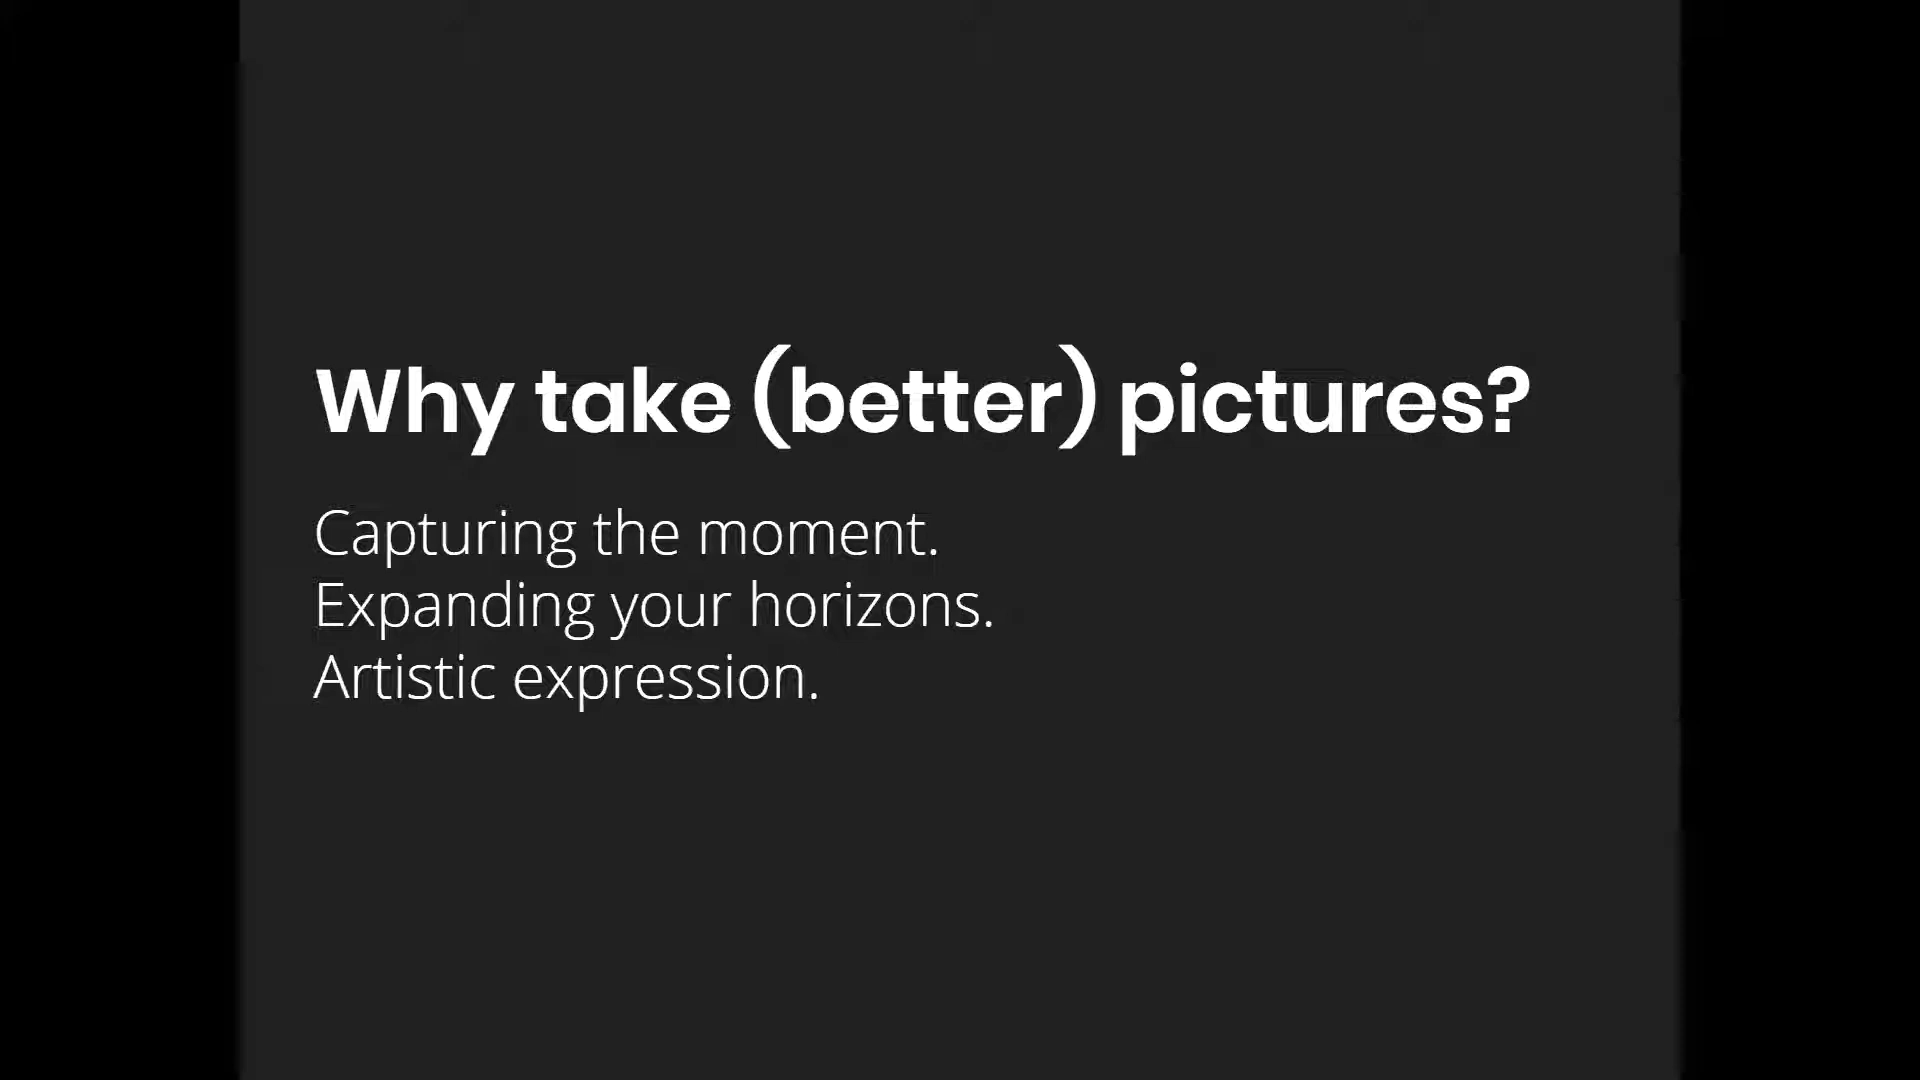 Why take (better) pictures?
Capturing the moment.
Expanding your horizons.
Artistic expression.